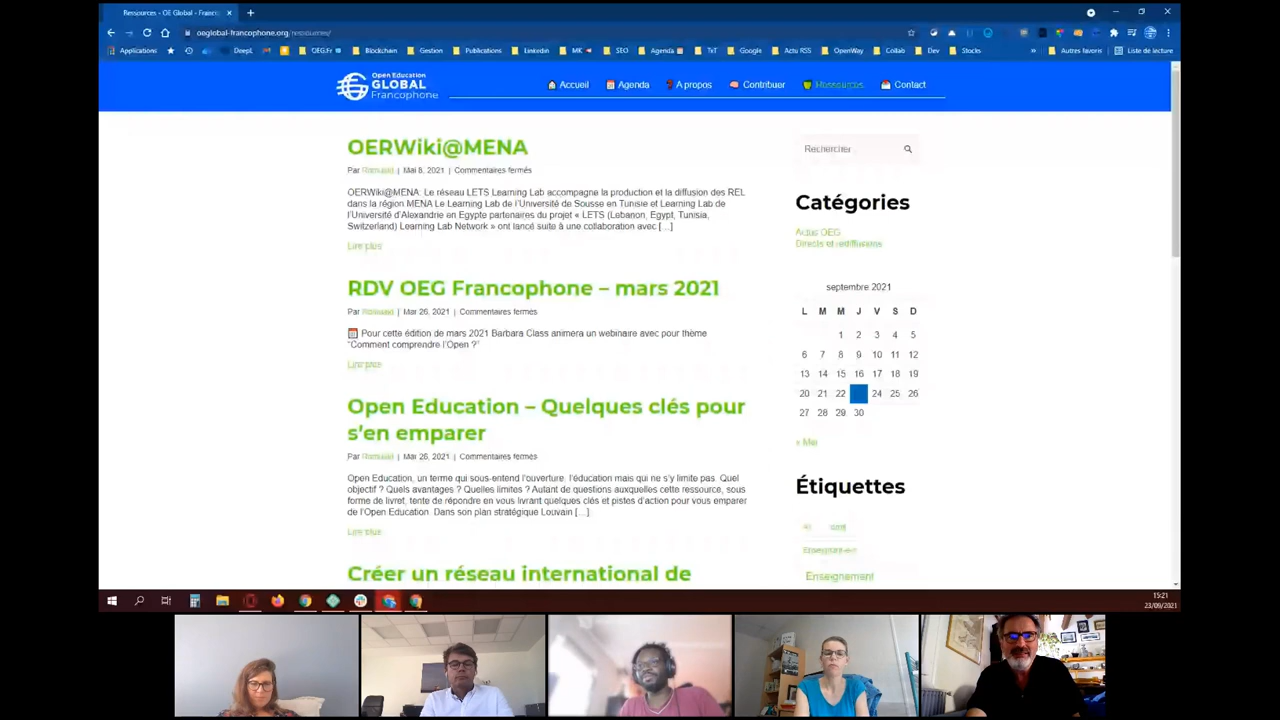 Ressources - OE Global - Franco
oeglobal-francophone.org/ressources/
Applications
DeepL
OEG.Fr
Blockchain
Gestion
Publications
Linkedin
MK
SEO
Agenda
TxT
Google
Actu RSS
OpenWay
Collab
Dev
Stocks
»
Autres favoris
Liste de lecture
Open Education
GLOBAL
Francophone
Accueil
Agenda
A propos
Contribuer
Ressources
Contact
OERWiki@MENA
Par Romuald | Mai 8, 2021 | Commentaires fermés
OERWiki@MENA. Le réseau LETS Learning Lab accompagne la production et la diffusion des REL
dans la région MENA Le Learning Lab de l'Université de Sousse en Tunisie et Learning Lab de
l'Université d'Alexandrie en Egypte partenaires du projet « LETS (Lebanon, Egypt, Tunisia,
Switzerland) Learning Lab Network » ont lancé suite à une collaboration avec [...]
Lire plus
RDV OEG Francophone – mars 2021
Par Romuald | Mar 26, 2021 | Commentaires fermés
Pour cette édition de mars 2021 Barbara Class animera un webinaire avec pour thème
"Comment comprendre l'Open ?"
Lire plus
Open Education – Quelques clés pour
s'en emparer
Par Romuald | Mar 26, 2021 | Commentaires fermés
Open Education, un terme qui sous-entend l'ouverture. l'éducation mais qui ne s'y limite pas. Quel
objectif ? Quels avantages ? Quelles limites ? Autant de questions auxquelles cette ressource, sous
forme de livret, tente de répondre en vous livrant quelques clés et pistes d'action pour vous emparer
de l'Open Education. Dans son plan stratégique Louvain [...]
Lire plus
Créer un réseau international de
Rechercher
Catégories
Actus OEG
Directs et rediffusions
septembre 2021
L M M J V S D
1 2 3 4 5
6 7 8 9 10 11 12
13 14 15 16 17 18 19
20 21 22 24 25 26
27 28 29 30
« Mai
Étiquettes
Enseignement
15:21
23/09/2021